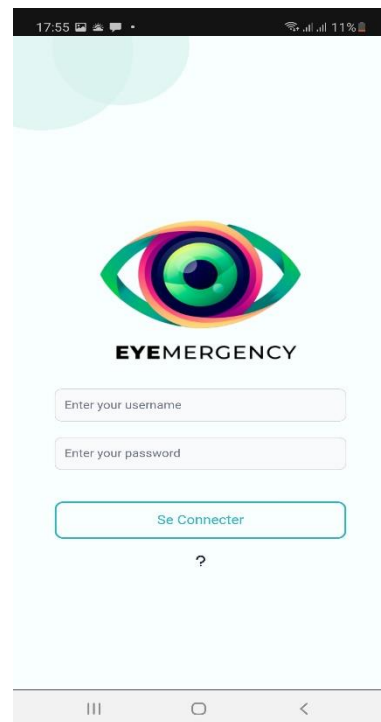 17:55 11%
EYEMERGENCY
Enter your username
Enter your password
Se Connecter
?